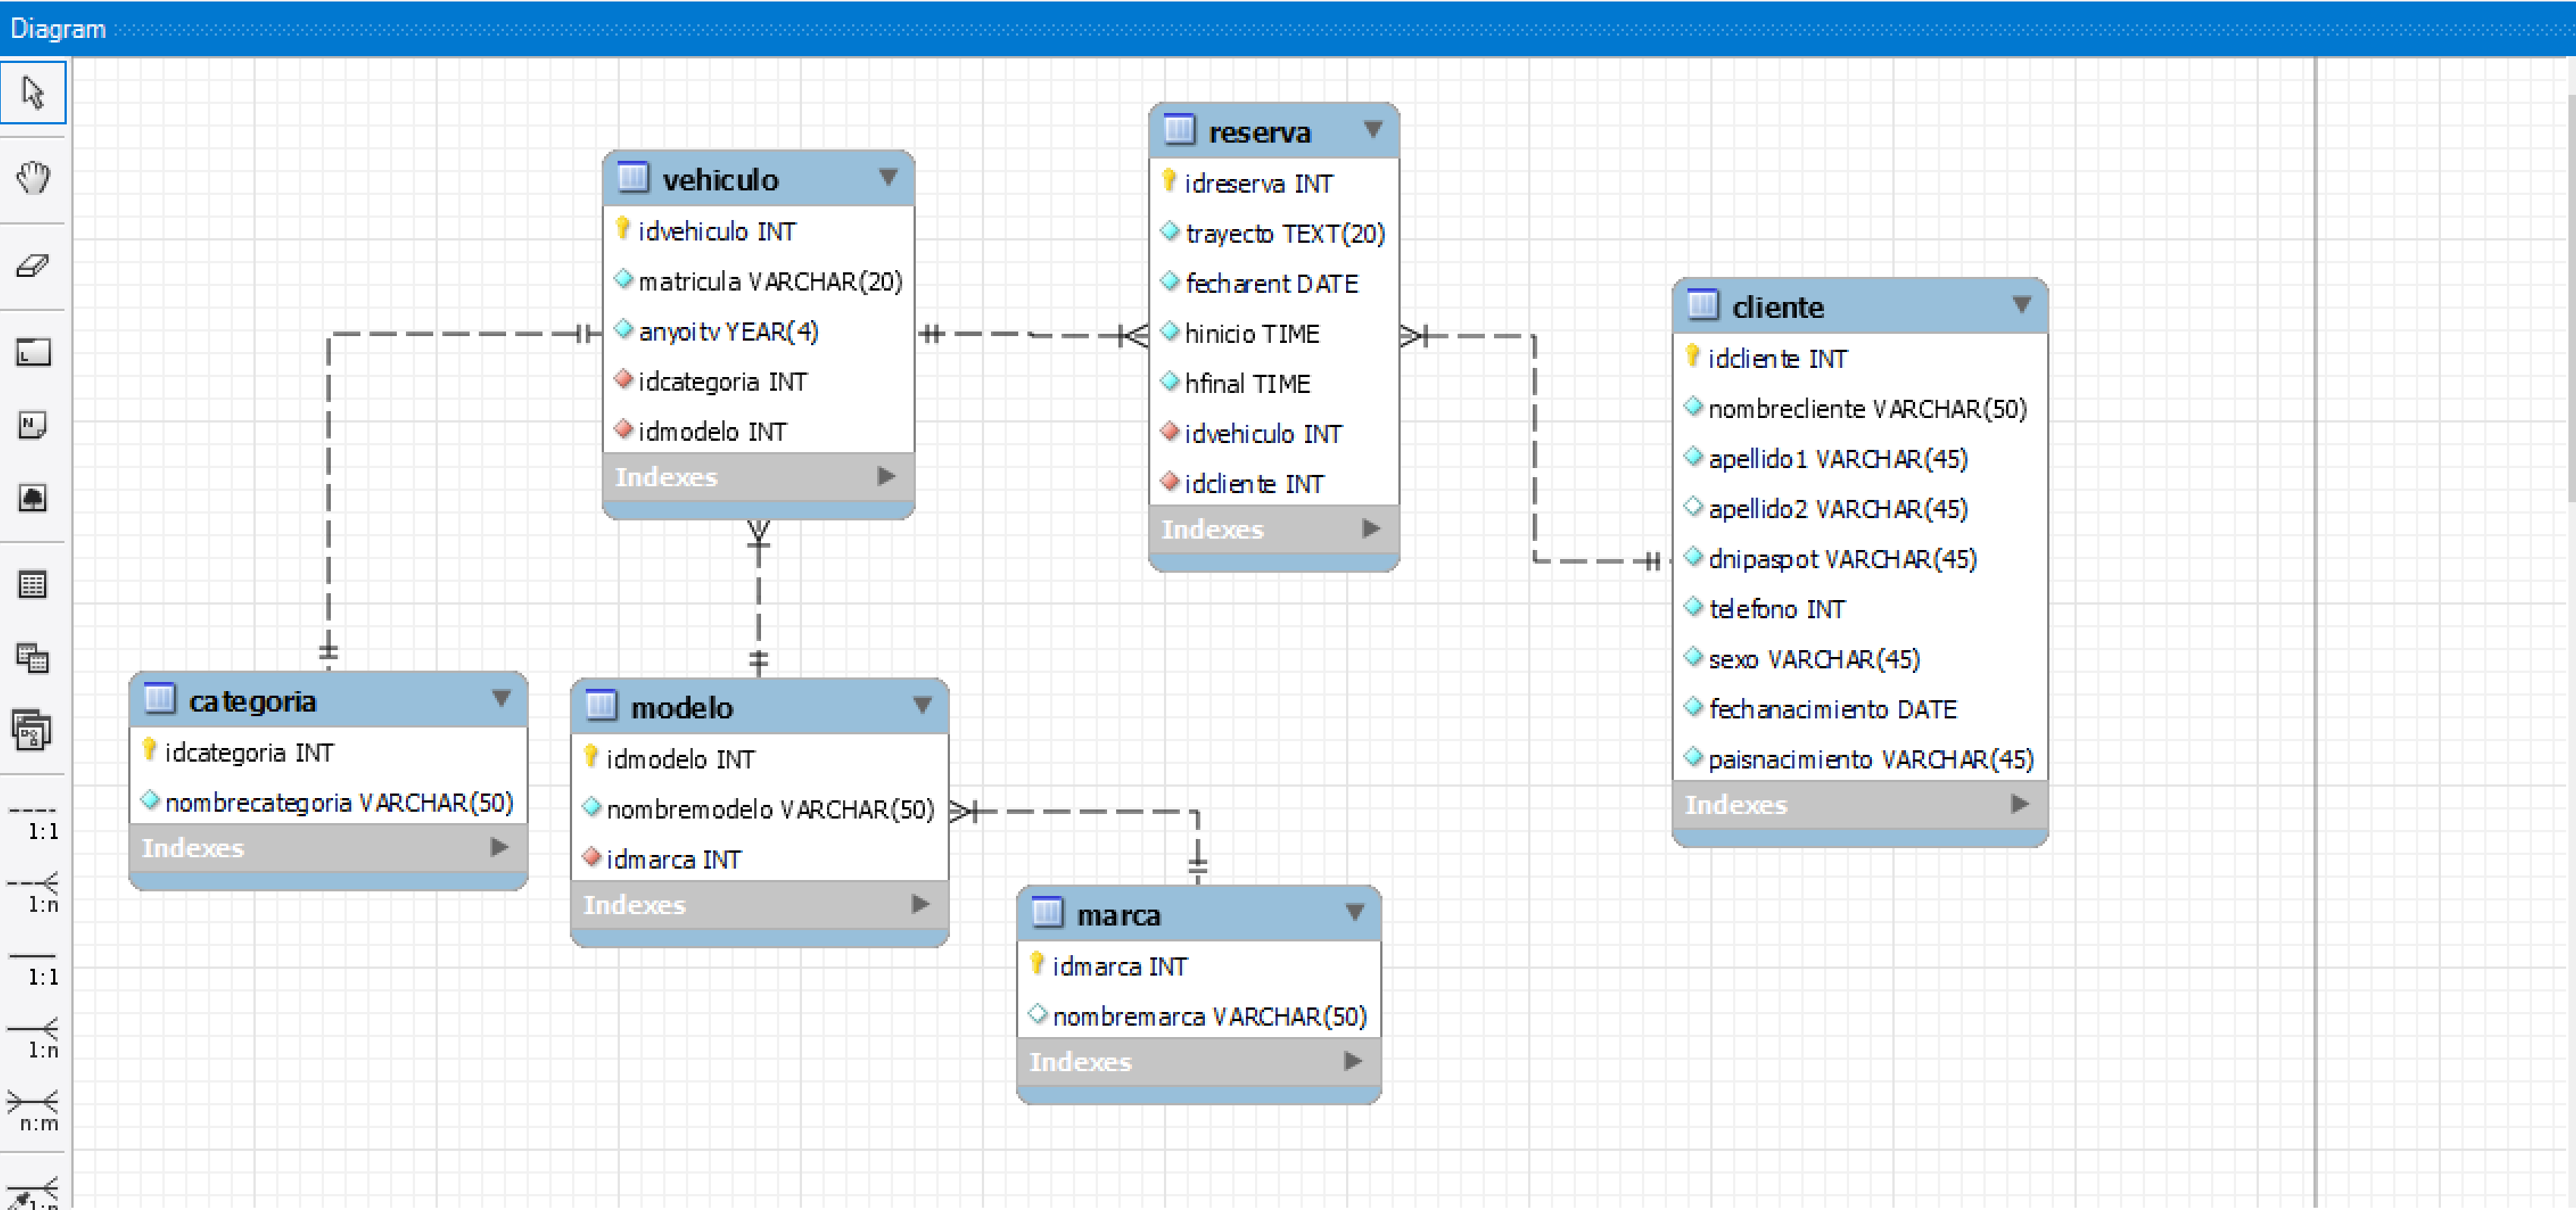 Diagram
vehiculo
idvehiculo INT
matricula VARCHAR(20)
anyoitv YEAR(4)
idcategoria INT
idmodelo INT
Indexes
reserva
idreserva INT
trayecto TEXT(20)
fecharent DATE
hinicio TIME
hfinal TIME
idvehiculo INT
idcliente INT
Indexes
cliente
idcliente INT
nombrecliente VARCHAR(50)
apellido1 VARCHAR(45)
apellido2 VARCHAR(45)
dnipaspot VARCHAR(45)
telefono INT
sexo VARCHAR(45)
fechanacimiento DATE
paisnacimiento VARCHAR(45)
Indexes
categoria
idcategoria INT
nombrecategoria VARCHAR(50)
Indexes
modelo
idmodelo INT
nombremodelo VARCHAR(50)
idmarca INT
Indexes
marca
idmarca INT
nombremarca VARCHAR(50)
Indexes
1:1
1:n
1:1
1:n
n:m